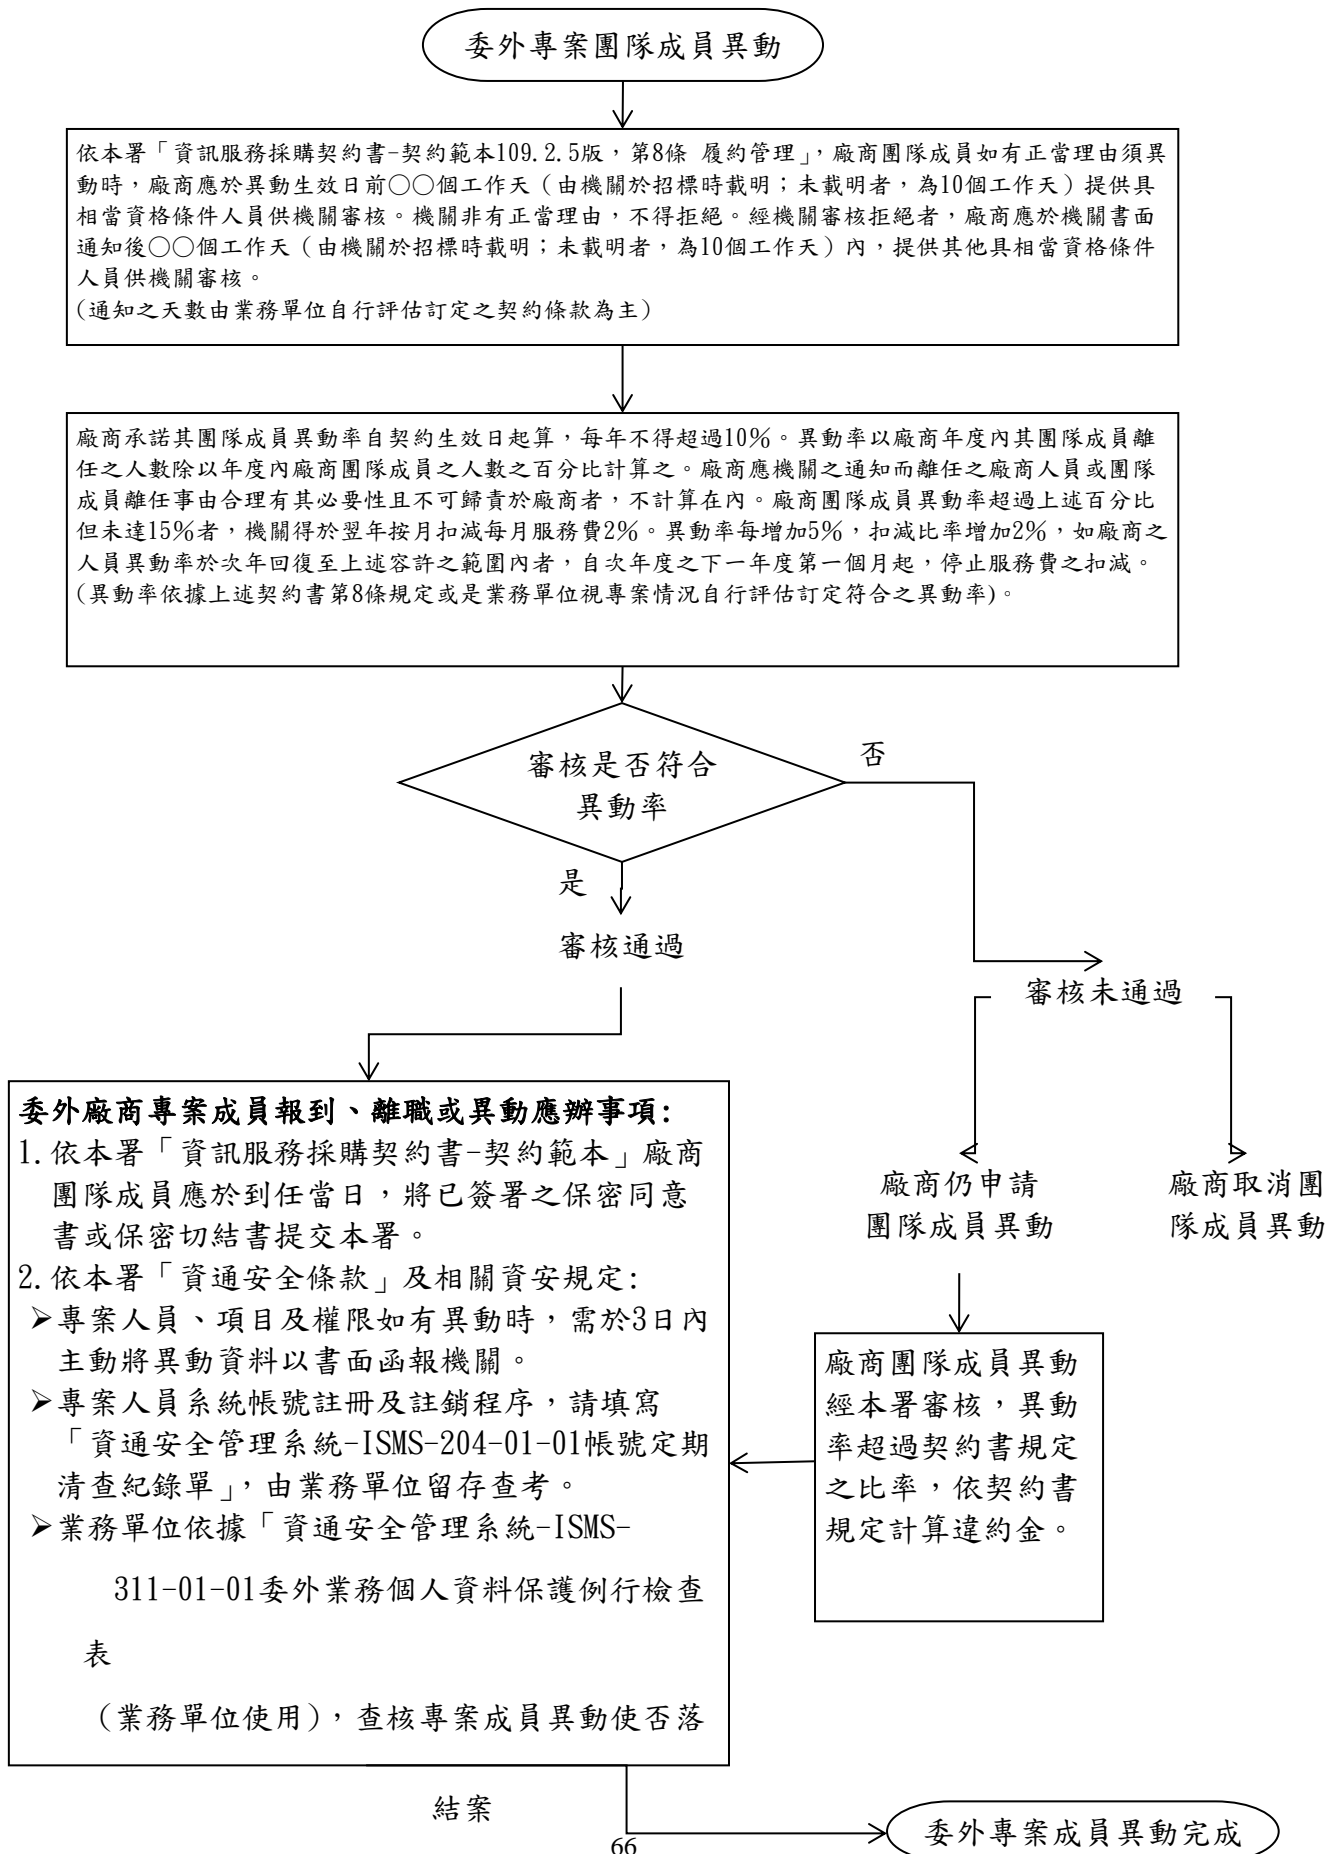 委外專案團隊成員異動
依本署「資訊服務採購契約書-契約範本109.2.5版，第8條 履約管理」，廠商團隊成員如有正當理由須異
動時，廠商應於異動生效日前○○個工作天（由機關於招標時載明；未載明者，為10個工作天）提供具
相當資格條件人員供機關審核。機關非有正當理由，不得拒絕。經機關審核拒絕者，廠商應於機關書面
通知後○○個工作天（由機關於招標時載明；未載明者，為10個工作天）內，提供其他具相當資格條件
人員供機關審核。
(通知之天數由業務單位自行評估訂定之契約條款為主)
廠商承諾其團隊成員異動率自契約生效日起算，每年不得超過10%。異動率以廠商年度內其團隊成員離
任之人數除以年度內廠商團隊成員之人數之百分比計算之。廠商應機關之通知而離任之廠商人員或團隊
成員離任事由合理有其必要性且不可歸責於廠商者，不計算在內。廠商團隊成員異動率超過上述百分比
但未達15%者，機關得於翌年按月扣減每月服務費2%。異動率每增加5%，扣減比率增加2%，如廠商之
人員異動率於次年回復至上述容許之範圍內者，自次年度之下一年度第一個月起，停止服務費之扣減。
(異動率依據上述契約書第8條規定或是業務單位視專案情況自行評估訂定符合之異動率)。
審核是否符合
異動率
否
是
審核通過
審核未通過
廠商仍申請
團隊成員異動
廠商取消團
隊成員異動
廠商團隊成員異動
經本署審核，異動
率超過契約書規定
之比率，依契約書
規定計算違約金。
委外廠商專案成員報到、離職或異動應辦事項:
1.依本署「資訊服務採購契約書-契約範本」廠商
團隊成員應於到任當日，將已簽署之保密同意
書或保密切結書提交本署。
2.依本署「資通安全條款」及相關資安規定:
➢專案人員、項目及權限如有異動時，需於3日內
主動將異動資料以書面函報機關。
➢專案人員系統帳號註冊及註銷程序，請填寫
「資通安全管理系統-ISMS-204-01-01帳號定期
清查紀錄單」，由業務單位留存查考。
➢業務單位依據「資通安全管理系統-ISMS-
311-01-01委外業務個人資料保護例行檢查
表
（業務單位使用），查核專案成員異動使否落
結案
委外專案成員異動完成
66